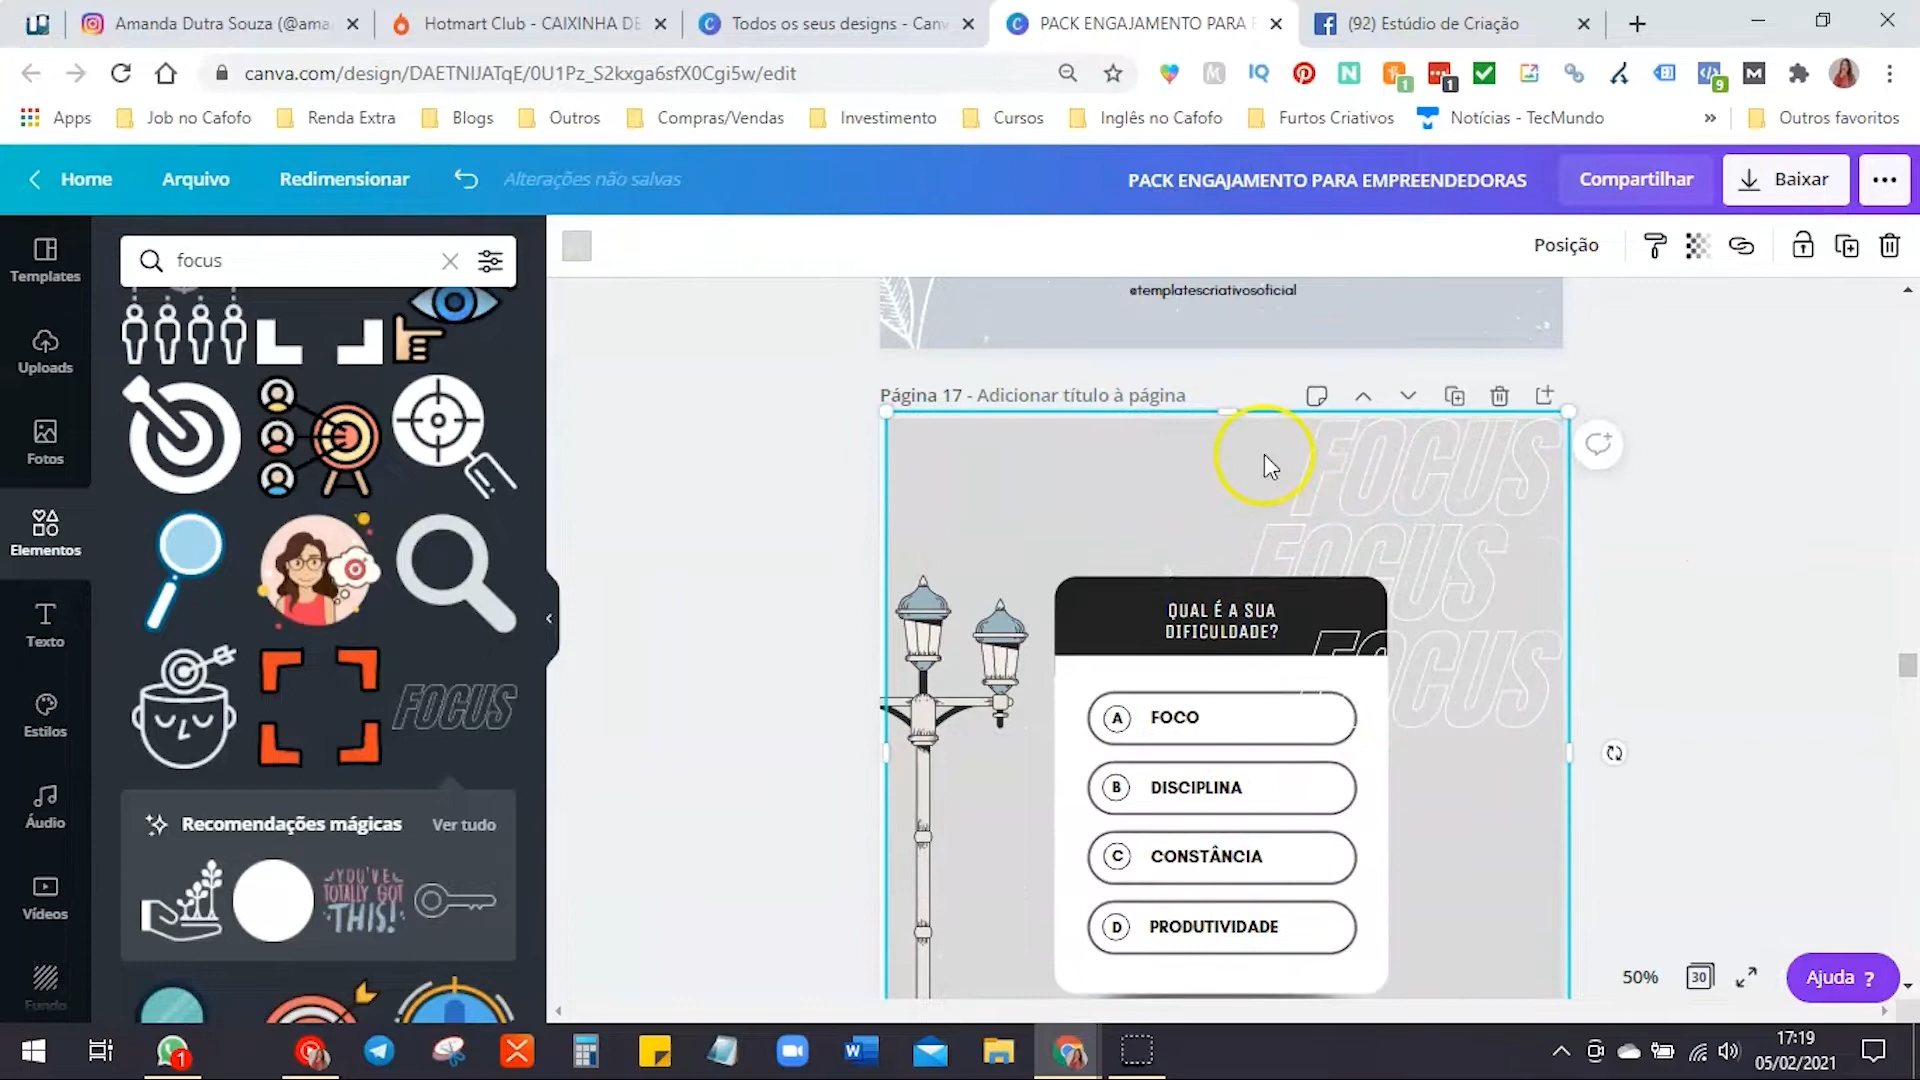 Amanda Dutra Souza (@ama
Hotmart Club - CAIXINHA DE
Todos os seus designs - Canv
PACK ENGAJAMENTO PARA E
(92) Estúdio de Criação
canva.com/design/DAETNIJATqE/0U1Pz_S2kxga6sfX0Cgi5w/edit
1
1
9
Apps
Job no Cafofo
Renda Extra
Blogs
Outros
Compras/Vendas
Investimento
Cursos
Inglês no Cafofo
Furtos Criativos
Notícias - TecMundo
»
Outros favoritos
Home
Arquivo
Redimensionar
Alterações não salvas
PACK ENGAJAMENTO PARA EMPREENDEDORAS
Compartilhar
Baixar
Templates
Uploads
Fotos
Elementos
Texto
Estilos
Áudio
Vídeos
Fundo
focus
FOCUS
Recomendações mágicas
Ver tudo
YOU'VE
TOTALLY GOT
THIS!
Posição
@templatescriativosoficial
Página 17 - Adicionar título à página
FOCUS
FOCUS
FOCUS
QUAL É A SUA
DIFICULDADE?
A FOCO
B DISCIPLINA
C CONSTÂNCIA
D PRODUTIVIDADE
50%
30
Ajuda ?
1
17:19
05/02/2021